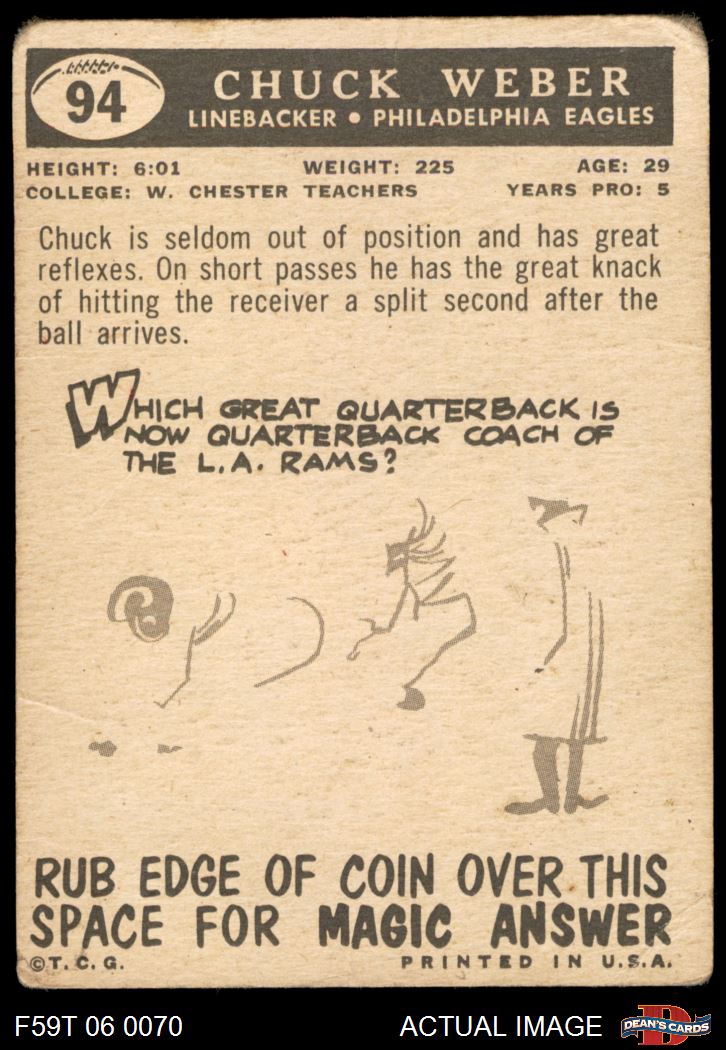 94
CHUCK WEBER
LINEBACKER • PHILADELPHIA EAGLES
HEIGHT: 6:01 WEIGHT: 225 AGE: 29
COLLEGE: W. CHESTER TEACHERS YEARS PRO: 5
Chuck is seldom out of position and has great
reflexes. On short passes he has the great knack
of hitting the receiver a split second after the
ball arrives.
WHICH GREAT QUARTERBACK IS
NOW QUARTERBACK COACH OF
THE L.A. RAMS?
RUB EDGE OF COIN OVER THIS
SPACE FOR MAGIC ANSWER
©T.C.G. PRINTED IN U.S.A.
F59T 06 0070 ACTUAL IMAGE D DEAN'S CARDS